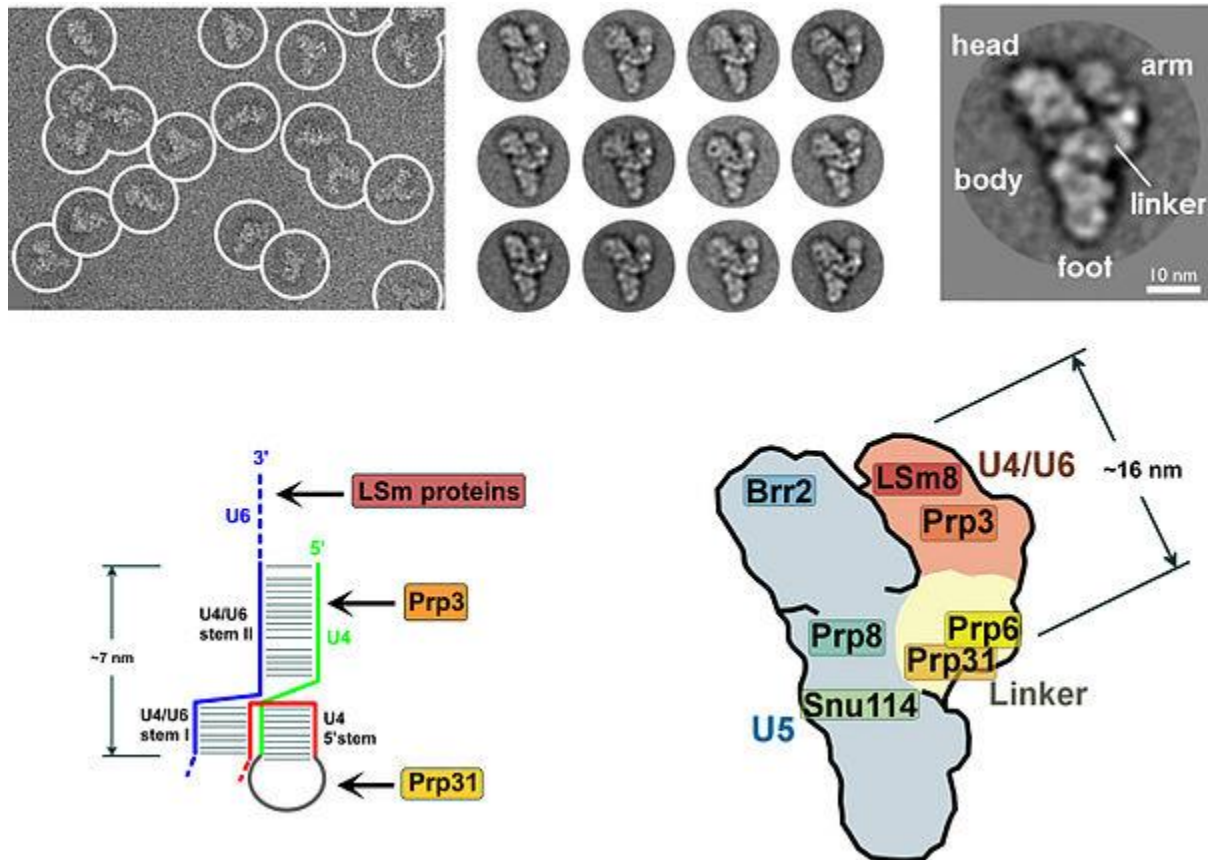 head
arm
body
linker
foot
10 nm
3'
LSm proteins
U6
5'
U4/U6
stem II
Prp3
U4
~7 nm
U4/U6
stem I
U4
5'stem
Prp31
Brr2
LSm8
U4/U6
Prp3
~16 nm
Prp8
Prp6
Prp31
Linker
Snu114
U5